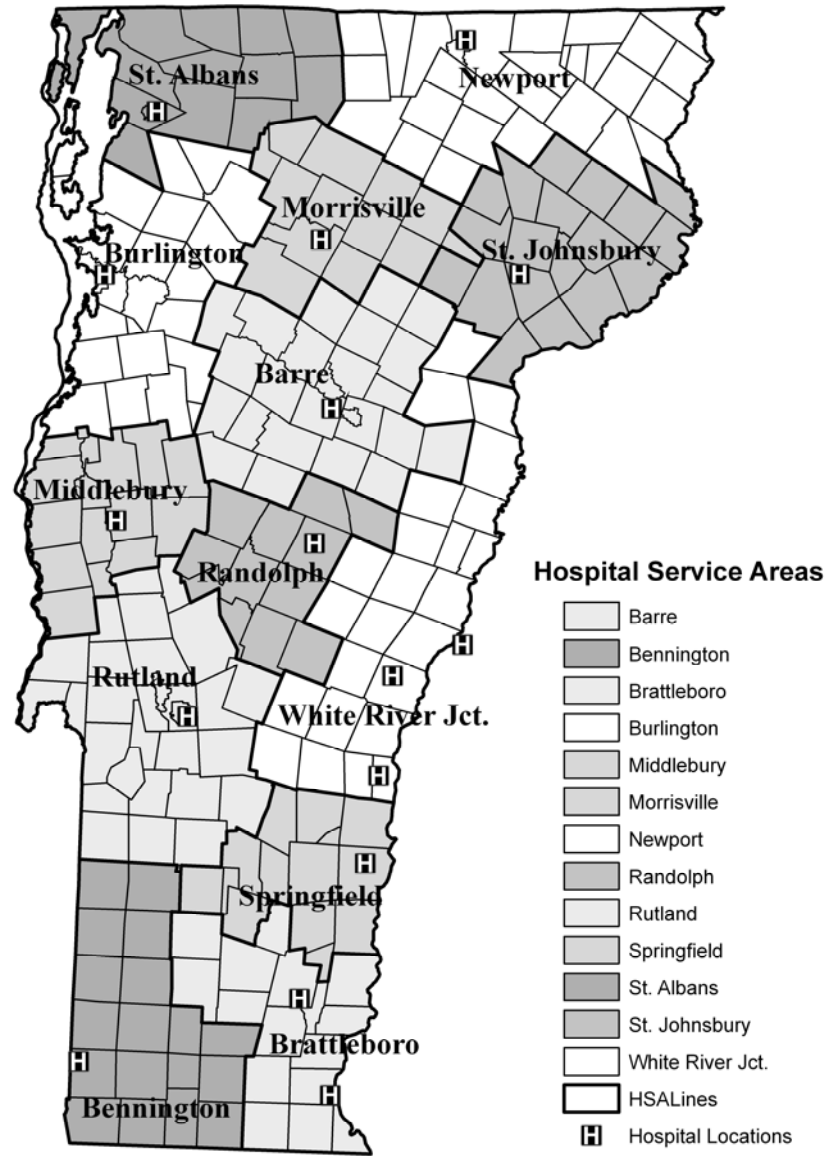 St. Albans
Newport
Morrisville
Burlington
St. Johnsbury
Barre
Middlebury
Randolph
Rutland
White River Jct.
Springfield
Brattleboro
Bennington
Hospital Service Areas
Barre
Bennington
Brattleboro
Burlington
Middlebury
Morrisville
Newport
Randolph
Rutland
Springfield
St. Albans
St. Johnsbury
White River Jct.
HSALines
H Hospital Locations